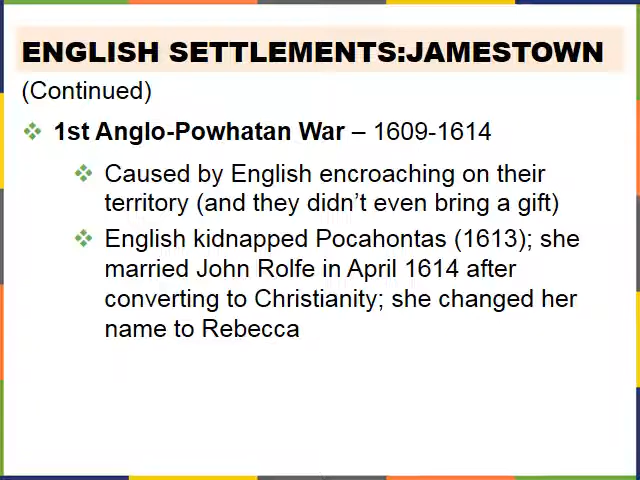 ENGLISH SETTLEMENTS:JAMESTOWN
(Continued)
1st Anglo-Powhatan War – 1609-1614
Caused by English encroaching on their
territory (and they didn’t even bring a gift)
English kidnapped Pocahontas (1613); she
married John Rolfe in April 1614 after
converting to Christianity; she changed her
name to Rebecca